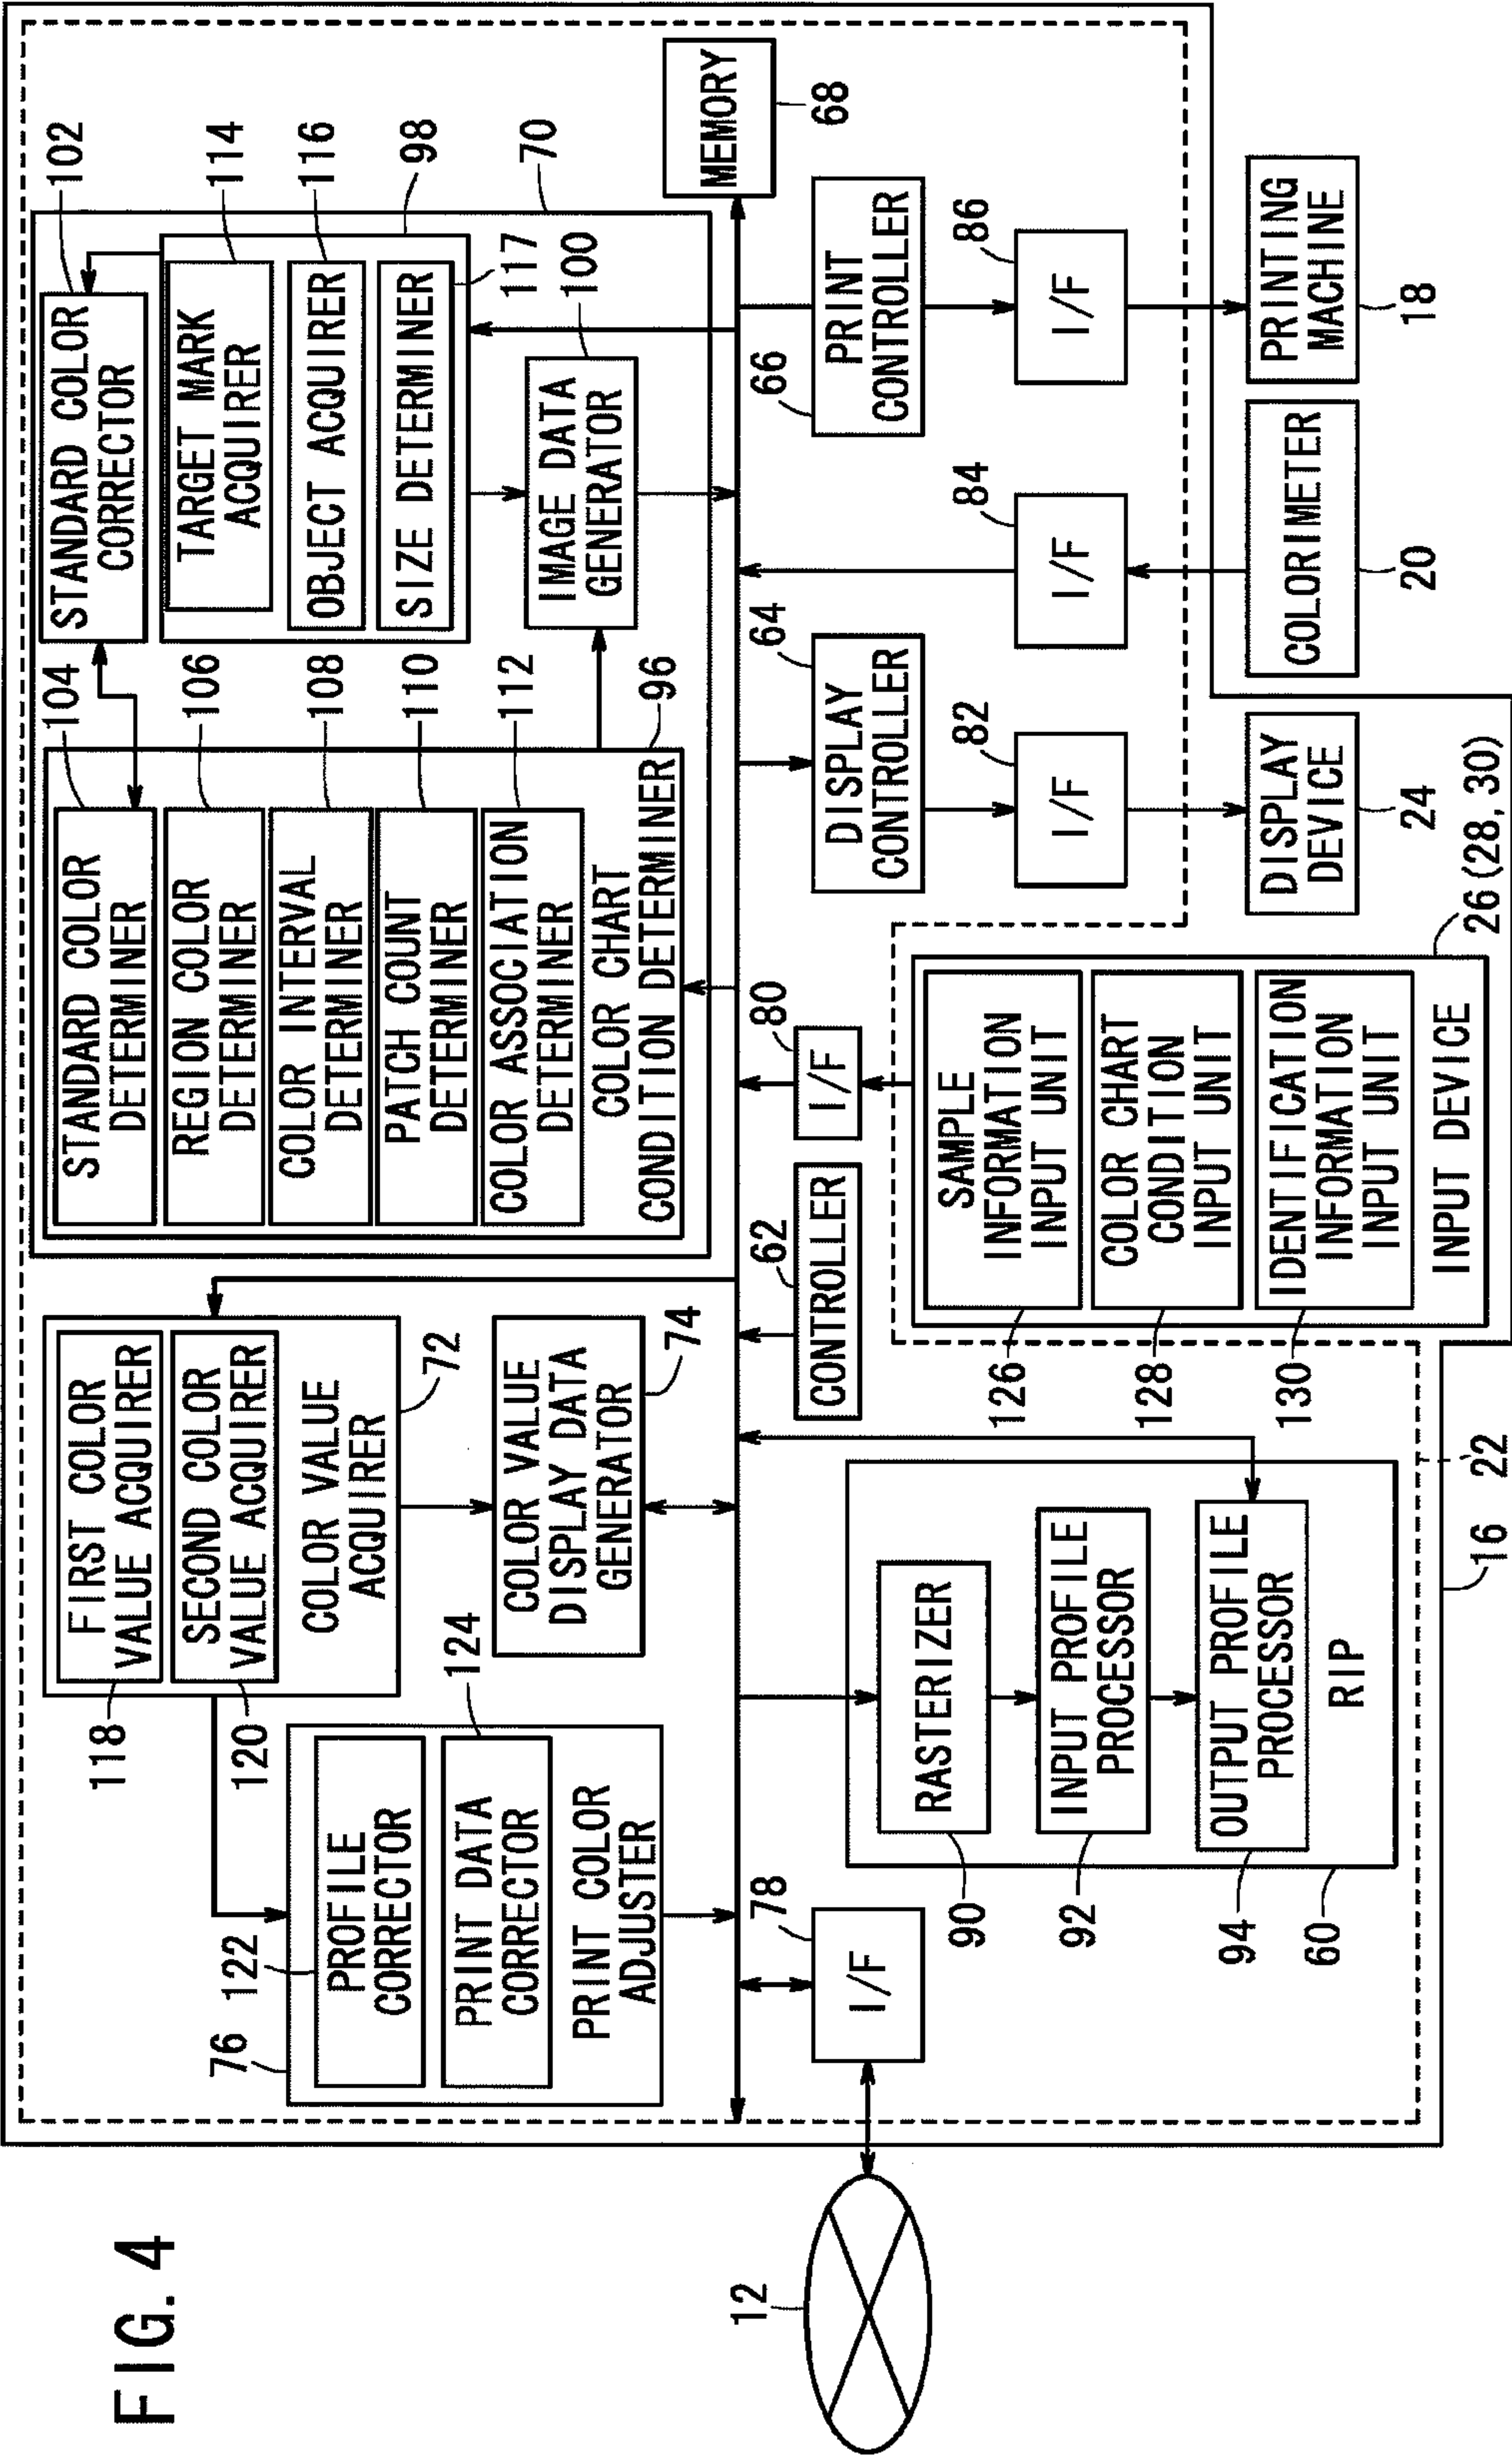 FIG. 4
76
122
PROFILE
CORRECTOR
PRINT DATA
CORRECTOR
124
PRINT COLOR
ADJUSTER
118
120
FIRST COLOR
VALUE ACQUIRER
SECOND COLOR
VALUE ACQUIRER
COLOR VALUE
ACQUIRER
72
COLOR VALUE
DISPLAY DATA
GENERATOR
74
STANDARD COLOR
DETERMINER
104
REGION COLOR
DETERMINER
106
COLOR INTERVAL
DETERMINER
108
PATCH COUNT
DETERMINER
110
COLOR ASSOCIATION
DETERMINER
112
COLOR CHART
CONDITION DETERMINER
96
STANDARD COLOR
CORRECTOR
102
TARGET MARK
ACQUIRER
114
OBJECT ACQUIRER
116
SIZE DETERMINER
117
98
IMAGE DATA
GENERATOR
100
70
MEMORY
68
12
78
I/F
RASTERIZER
90
INPUT PROFILE
PROCESSOR
92
OUTPUT PROFILE
PROCESSOR
94
RIP
60
62
CONTROLLER
80
I/F
64
DISPLAY
CONTROLLER
82
I/F
84
I/F
66
PRINT
CONTROLLER
86
I/F
SAMPLE
INFORMATION
INPUT UNIT
126
COLOR CHART
CONDITION
INPUT UNIT
128
IDENTIFICATION
INFORMATION
INPUT UNIT
130
INPUT DEVICE
26 (28, 30)
DISPLAY
DEVICE
24
COLORIMETER
20
PRINTING
MACHINE
18
22
16